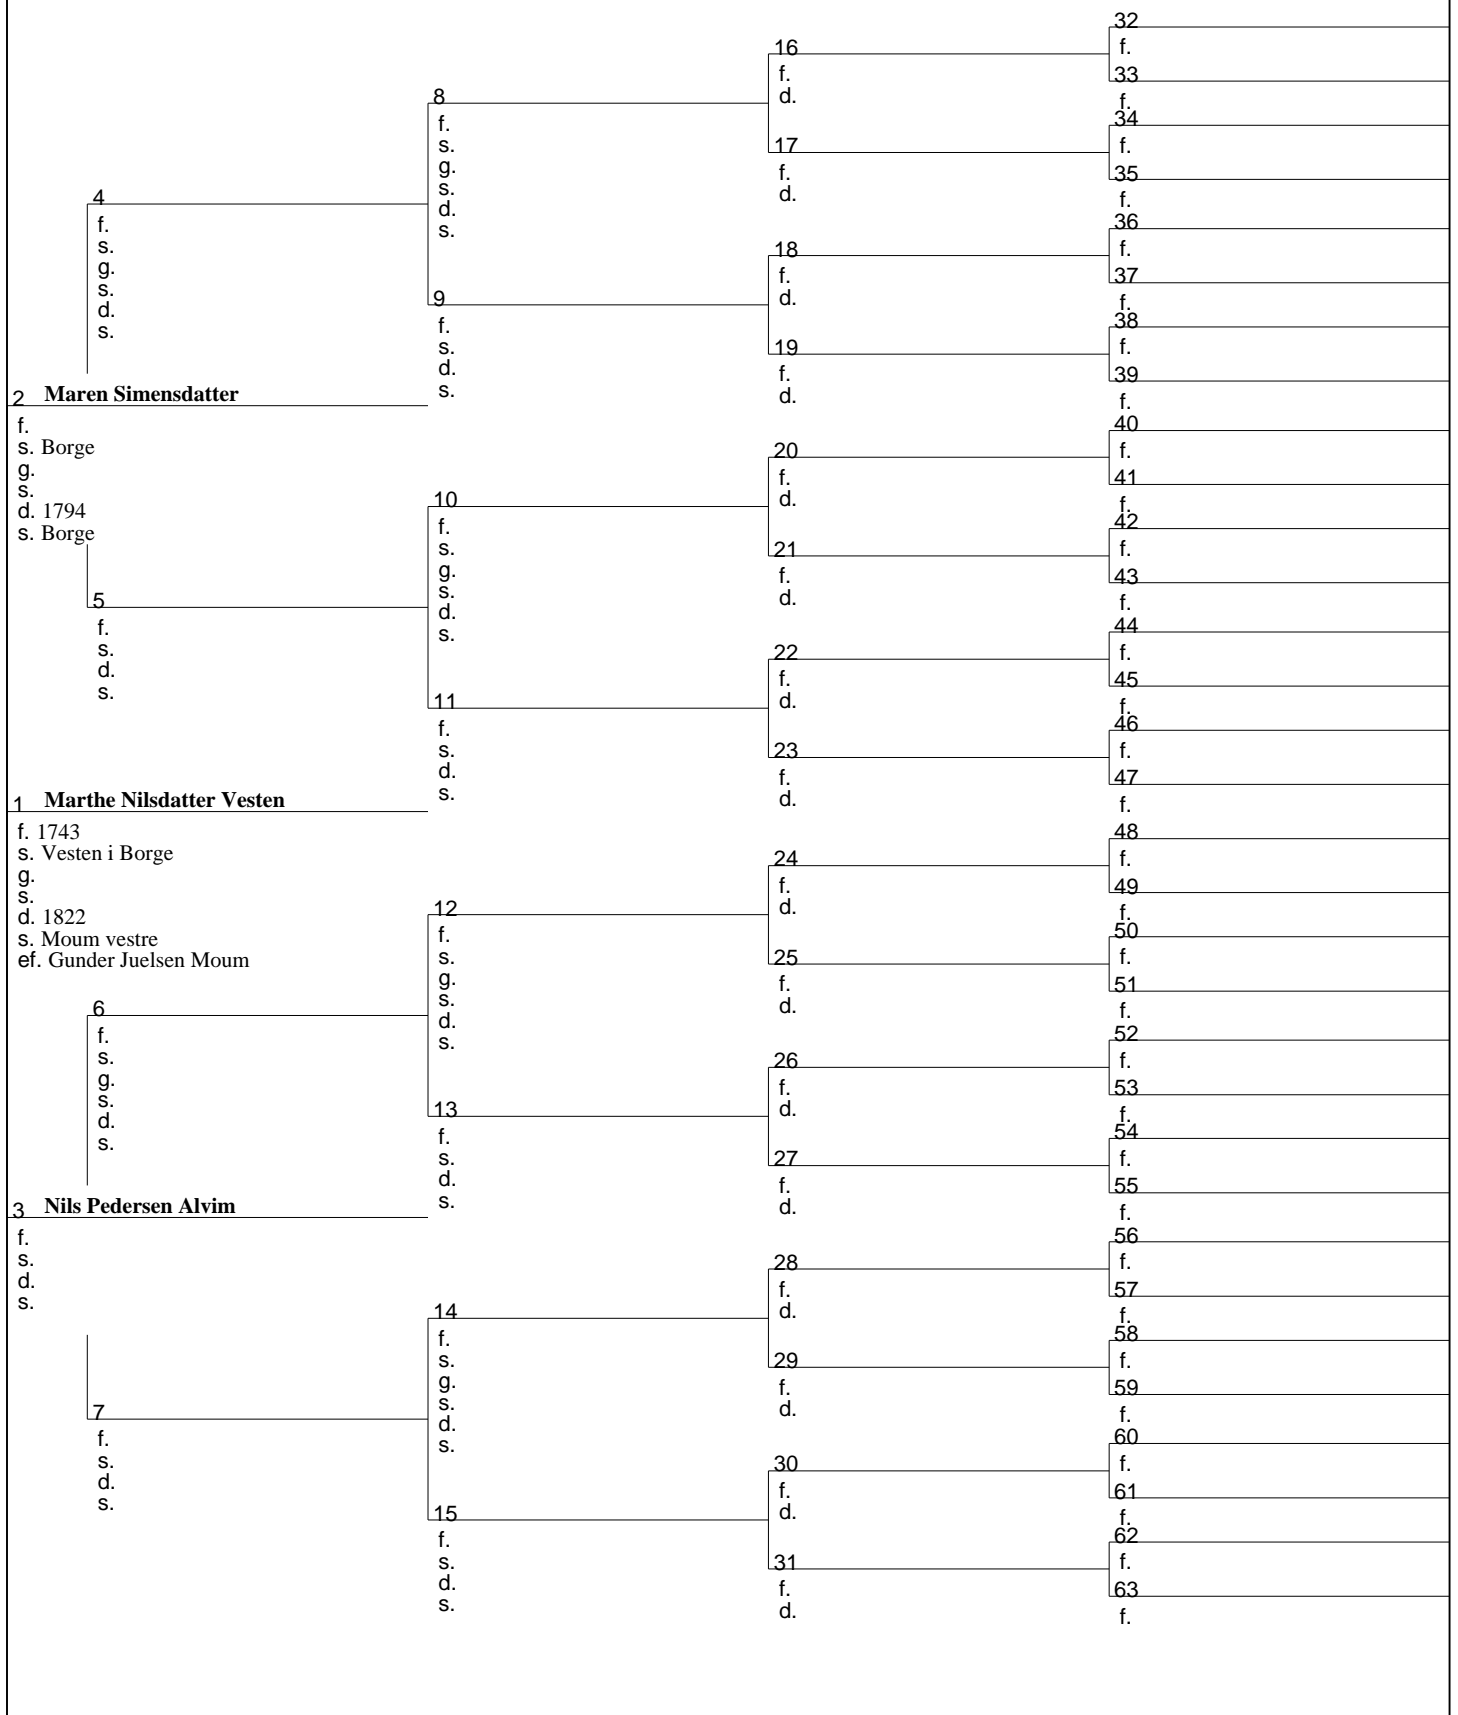 32
f.
33
f.
16
f.
d.
34
f.
35
f.
17
f.
d.
8
f.
s.
g.
s.
d.
s.
36
f.
37
f.
18
f.
d.
38
f.
39
f.
19
f.
d.
9
f.
s.
d.
s.
4
f.
s.
g.
s.
d.
s.
2 Maren Simensdatter
f.
s. Borge
g.
s.
d. 1794
s. Borge
40
f.
41
f.
20
f.
d.
42
f.
43
f.
21
f.
d.
10
f.
s.
g.
s.
d.
s.
44
f.
45
f.
22
f.
d.
46
f.
47
f.
23
f.
d.
11
f.
s.
d.
s.
5
f.
s.
d.
s.
1 Marthe Nilsdatter Vesten
f. 1743
s. Vesten i Borge
g.
s.
d. 1822
s. Moum vestre
ef. Gunder Juelsen Moum
48
f.
49
f.
24
f.
d.
50
f.
51
f.
25
f.
d.
12
f.
s.
g.
s.
d.
s.
52
f.
53
f.
26
f.
d.
54
f.
55
f.
27
f.
d.
13
f.
s.
d.
s.
6
f.
s.
g.
s.
d.
s.
3 Nils Pedersen Alvim
f.
s.
d.
s.
56
f.
57
f.
28
f.
d.
58
f.
59
f.
29
f.
d.
14
f.
s.
g.
s.
d.
s.
60
f.
61
f.
30
f.
d.
62
f.
63
f.
31
f.
d.
15
f.
s.
d.
s.
7
f.
s.
d.
s.